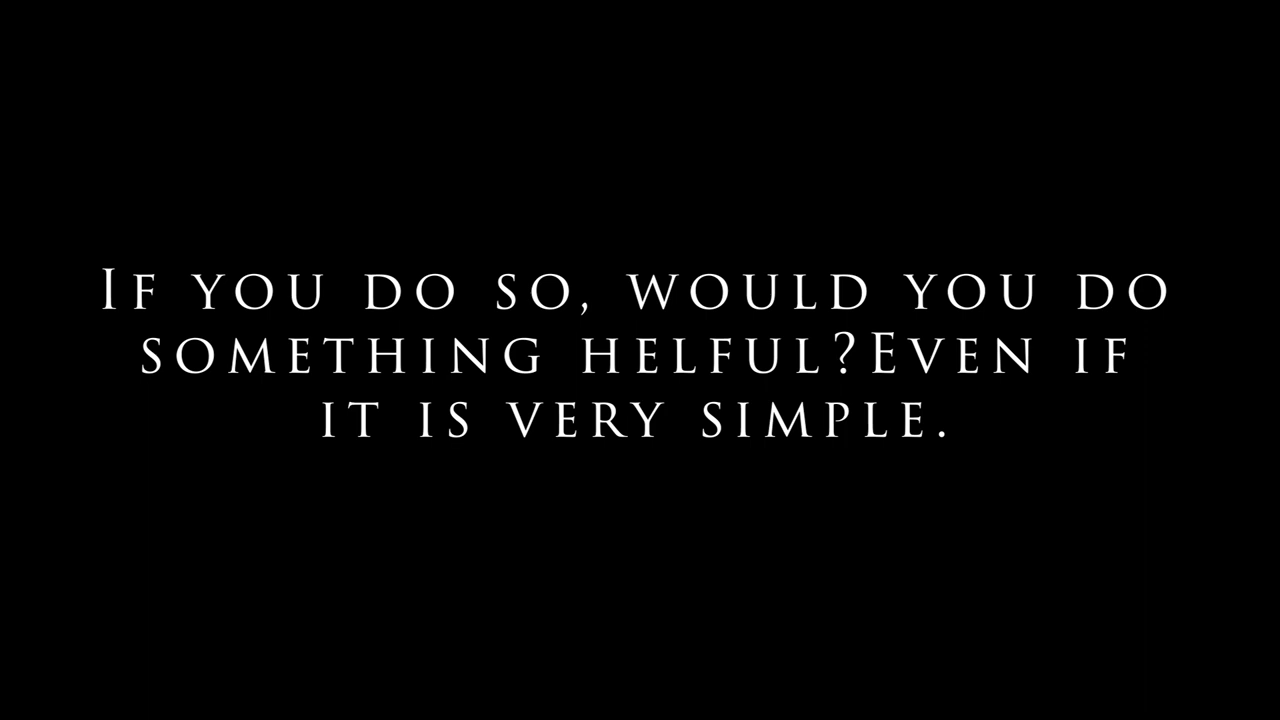 If you do so, would you do
something helful?Even if
it is very simple.